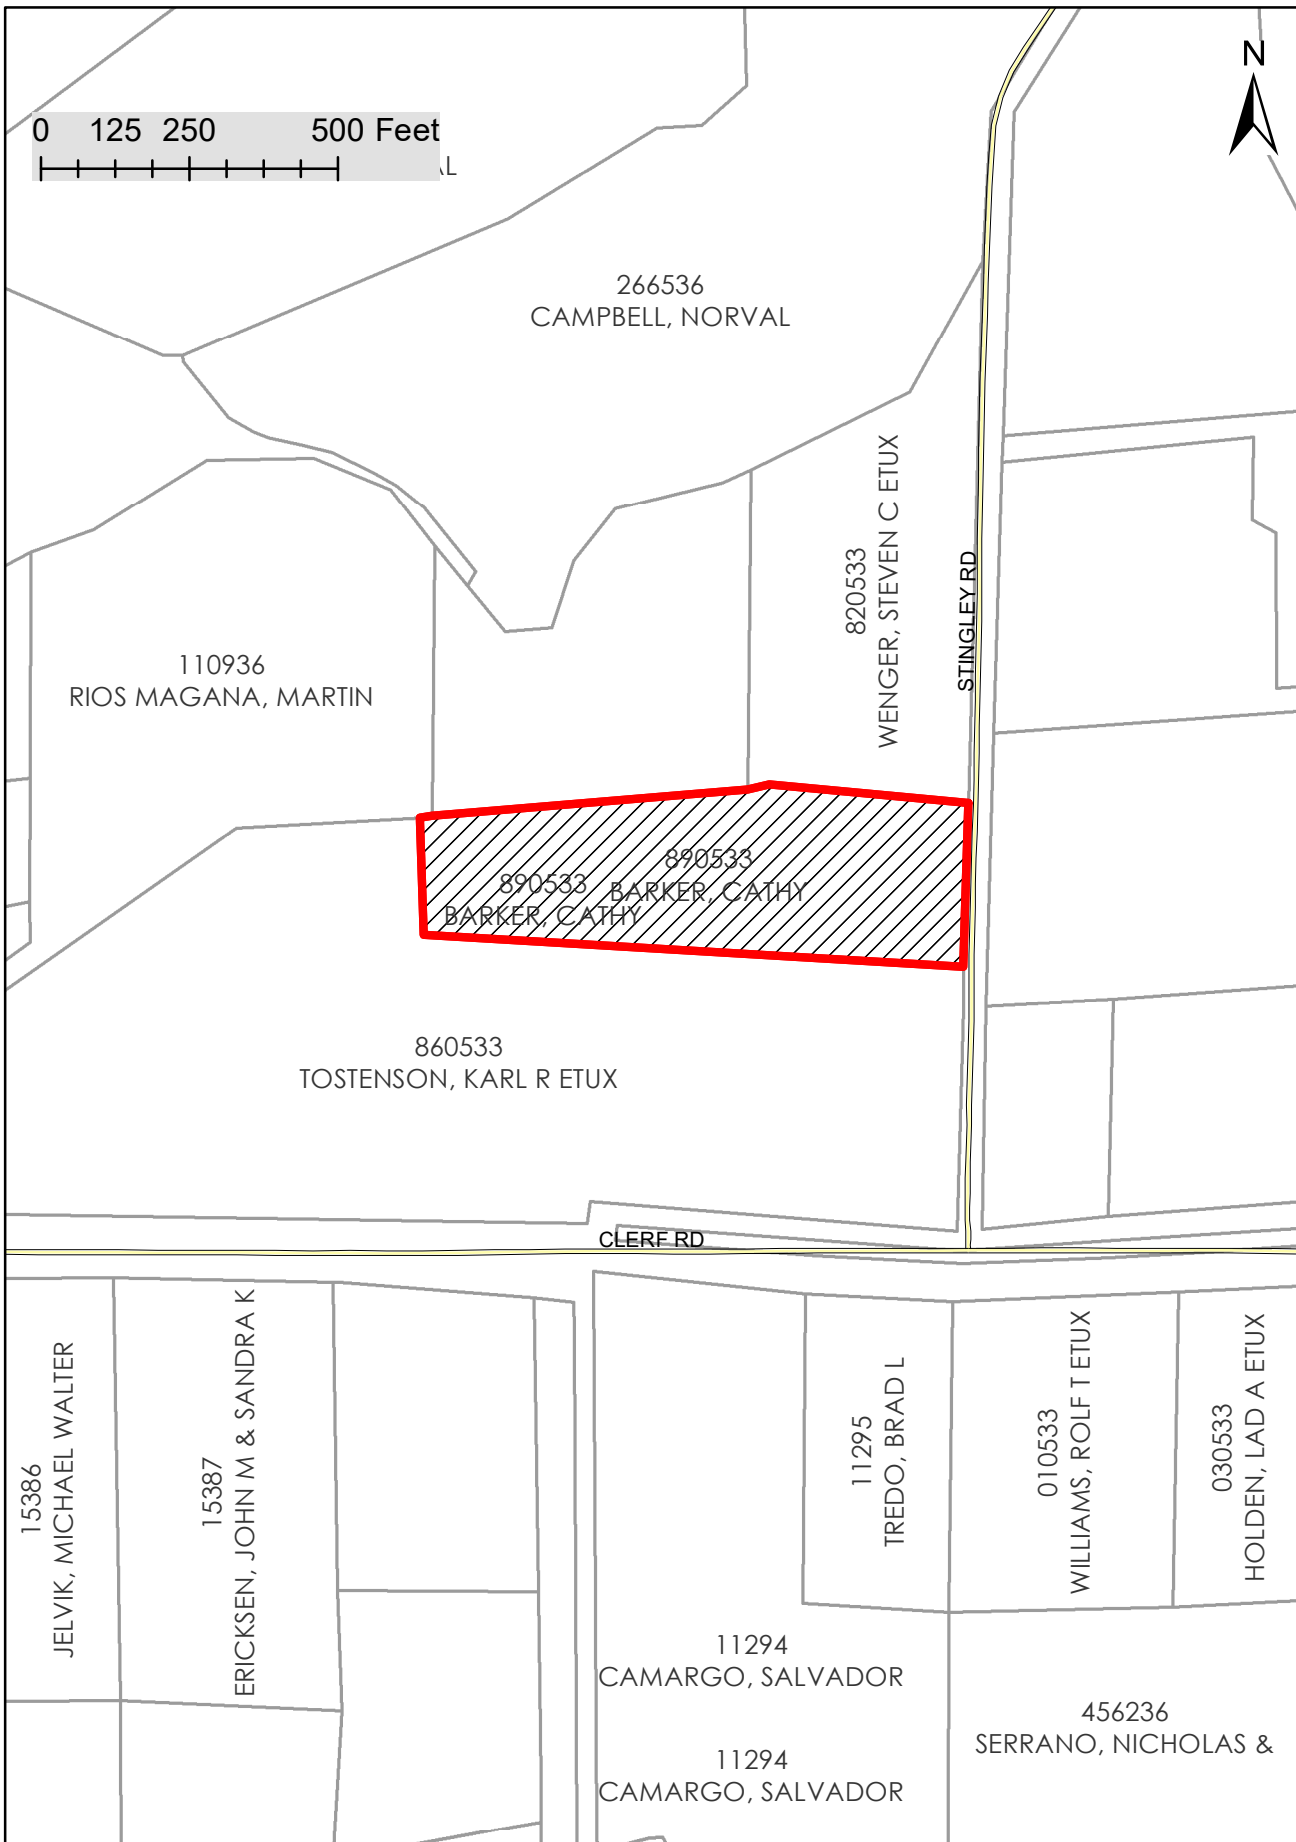 N
0 125 250 500 Feet
266536
CAMPBELL, NORVAL
820533
WENGER, STEVEN C ETUX
STINGLEY RD
110936
RIOS MAGANA, MARTIN
890533
BARKER, CATHY
890533
BARKER, CATHY
860533
TOSTENSON, KARL R ETUX
CLERF RD
15386
JELVIK, MICHAEL WALTER
15387
ERICKSEN, JOHN M & SANDRA K
11295
TREDO, BRAD L
010533
WILLIAMS, ROLF T ETUX
030533
HOLDEN, LAD A ETUX
11294
CAMARGO, SALVADOR
456236
SERRANO, NICHOLAS &
11294
CAMARGO, SALVADOR